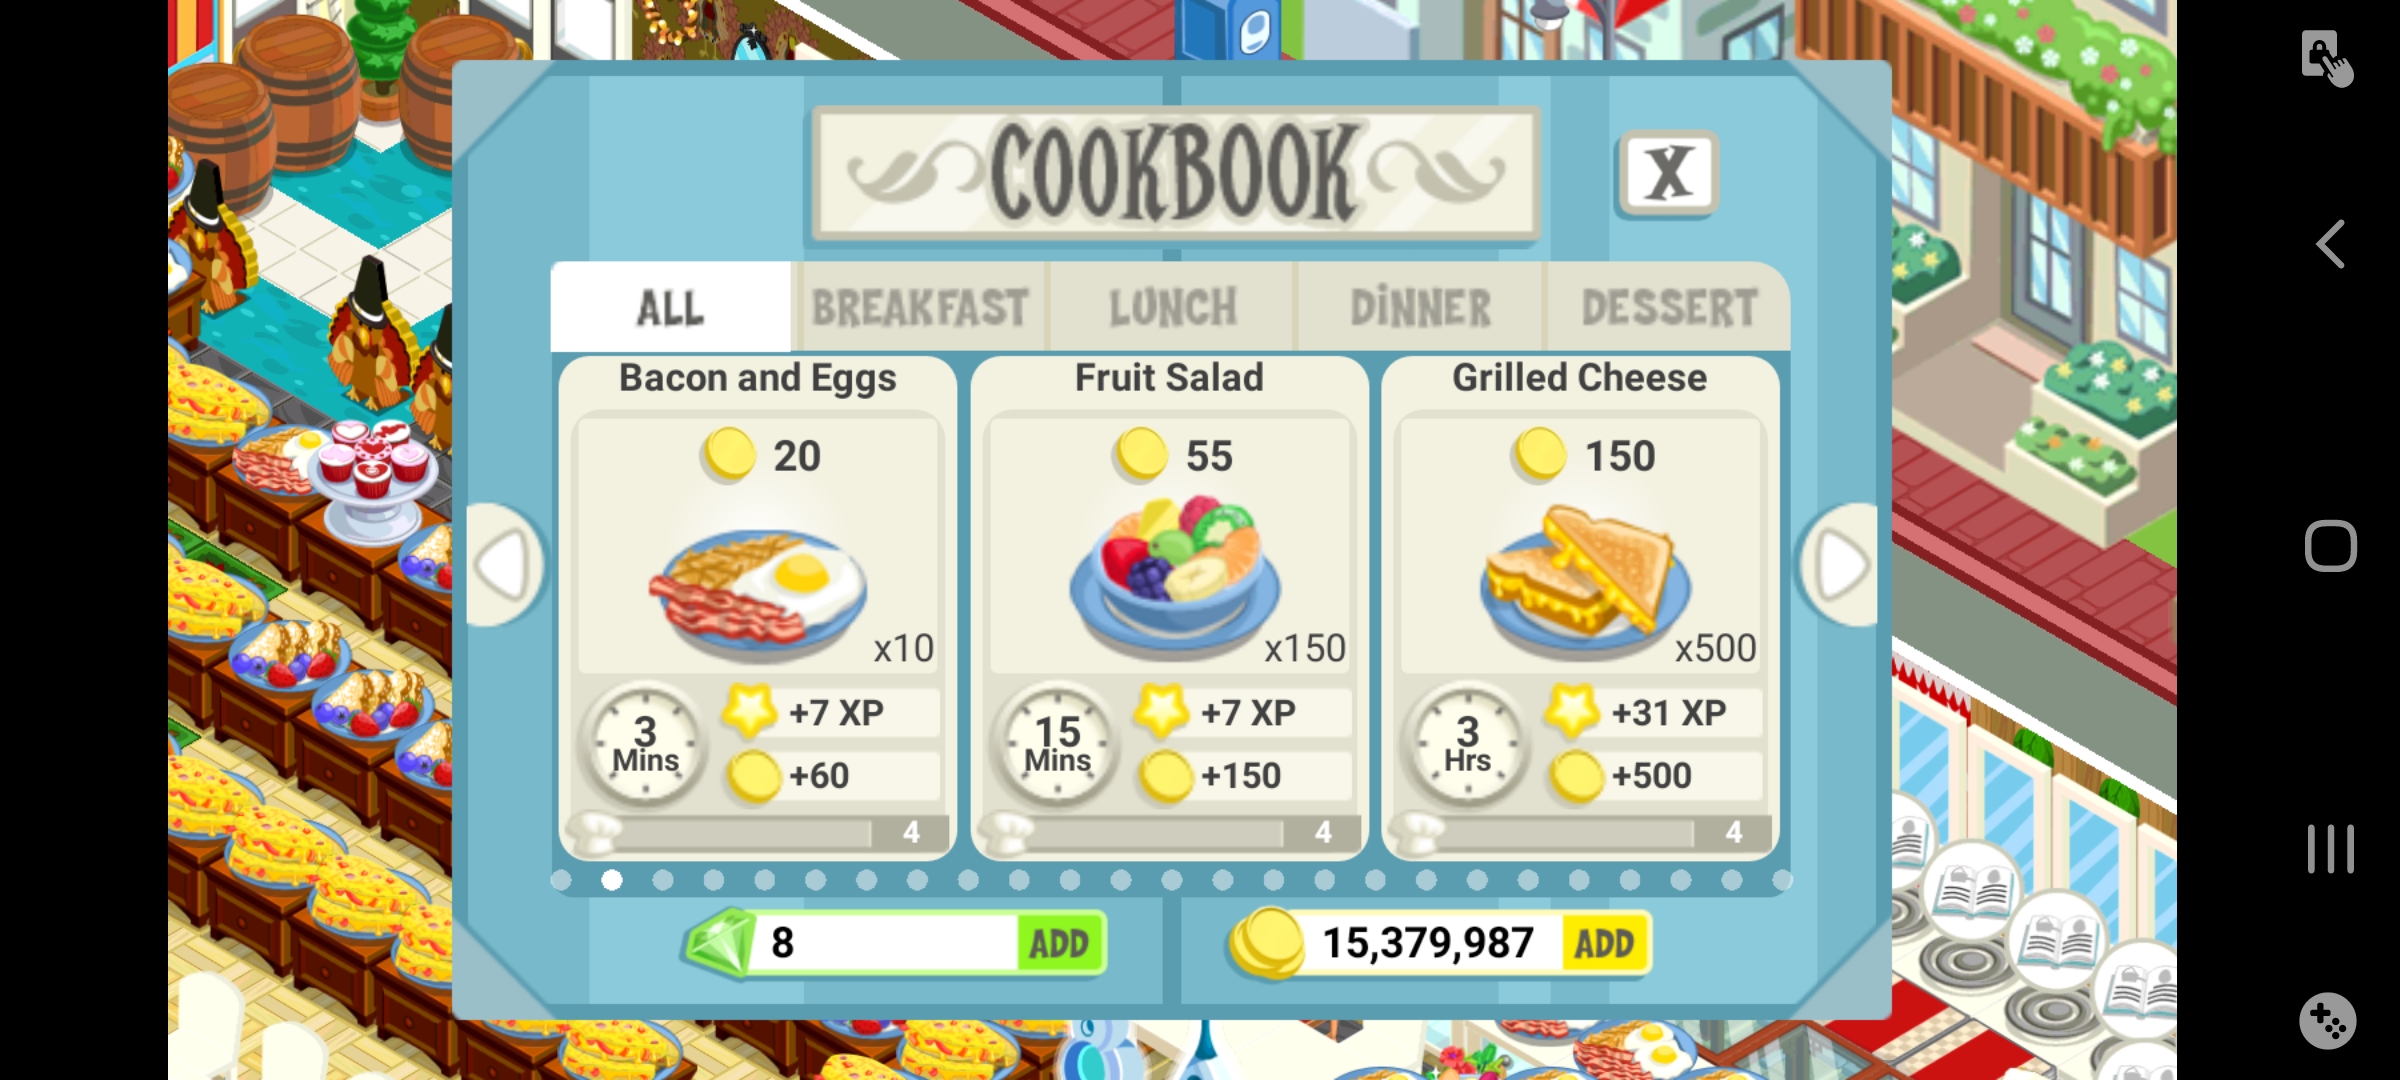 COOKBOOK
X
ALL
BREAKFAST
LUNCH
DINNER
DESSERT
Bacon and Eggs
20
x10
3
Mins
+7 XP
+60
4
Fruit Salad
55
x150
15
Mins
+7 XP
+150
4
Grilled Cheese
150
x500
3
Hrs
+31 XP
+500
4
8
ADD
15,379,987
ADD